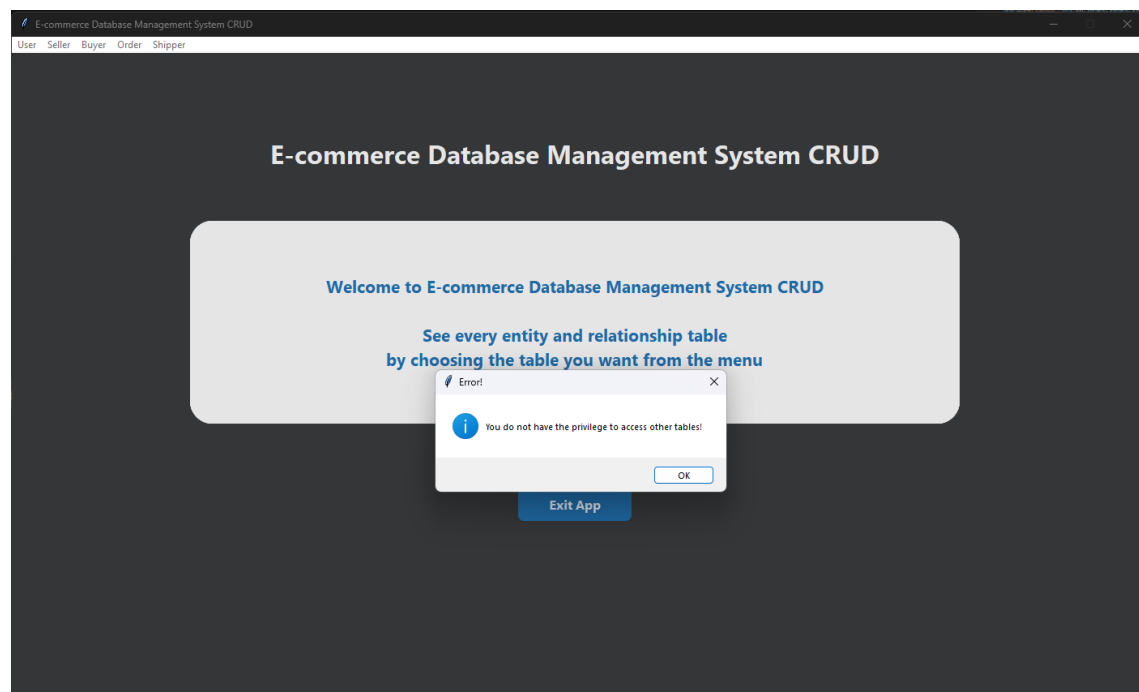 E-commerce Database Management System CRUD
User Seller Buyer Order Shipper
E-commerce Database Management System CRUD
Welcome to E-commerce Database Management System CRUD
See every entity and relationship table
by choosing the table you want from the menu
Error!
You do not have the privilege to access other tables!
OK
Exit App